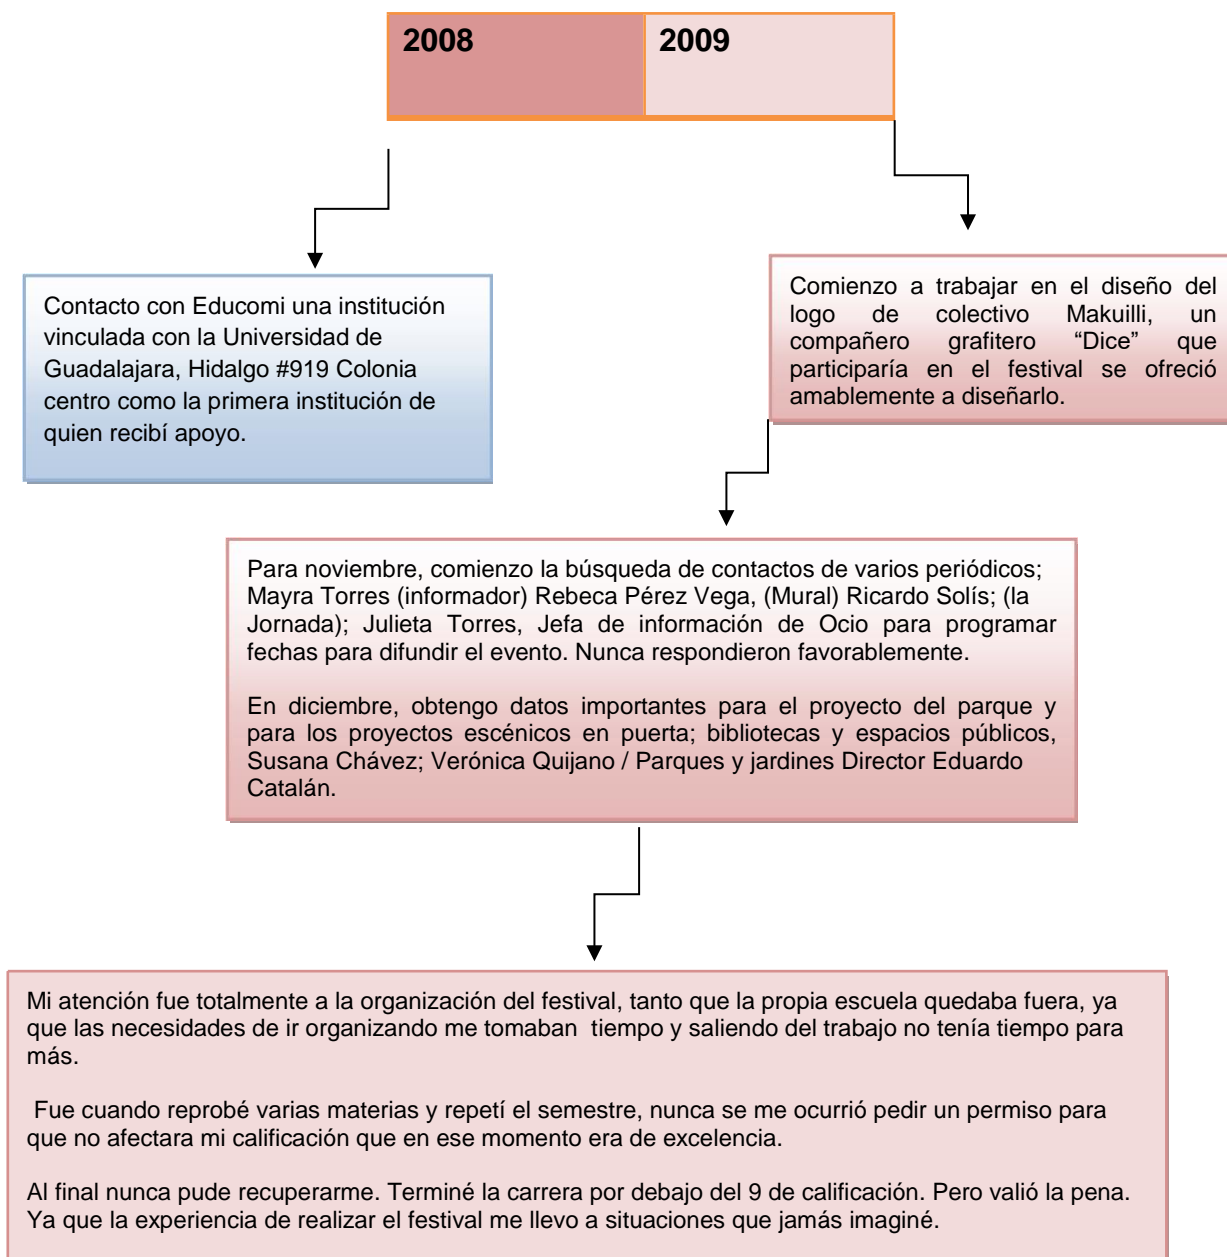 2008
2009
Contacto con Educomi una institución
vinculada con la Universidad de
Guadalajara, Hidalgo #919 Colonia
centro como la primera institución de
quien recibí apoyo.
Comienzo a trabajar en el diseño del
logo de colectivo Makuilli, un
compañero grafitero “Dice” que
participaría en el festival se ofreció
amablemente a diseñarlo.
Para noviembre, comienzo la búsqueda de contactos de varios periódicos;
Mayra Torres (informador) Rebeca Pérez Vega, (Mural) Ricardo Solís; (la
Jornada); Julieta Torres, Jefa de información de Ocio para programar
fechas para difundir el evento. Nunca respondieron favorablemente.
En diciembre, obtengo datos importantes para el proyecto del parque y
para los proyectos escénicos en puerta; bibliotecas y espacios públicos,
Susana Chávez; Verónica Quijano / Parques y jardines Director Eduardo
Catalán.
Mi atención fue totalmente a la organización del festival, tanto que la propia escuela quedaba fuera, ya
que las necesidades de ir organizando me tomaban tiempo y saliendo del trabajo no tenía tiempo para
más.
Fue cuando reprobé varias materias y repetí el semestre, nunca se me ocurrió pedir un permiso para
que no afectara mi calificación que en ese momento era de excelencia.
Al final nunca pude recuperarme. Terminé la carrera por debajo del 9 de calificación. Pero valió la pena.
Ya que la experiencia de realizar el festival me llevo a situaciones que jamás imaginé.